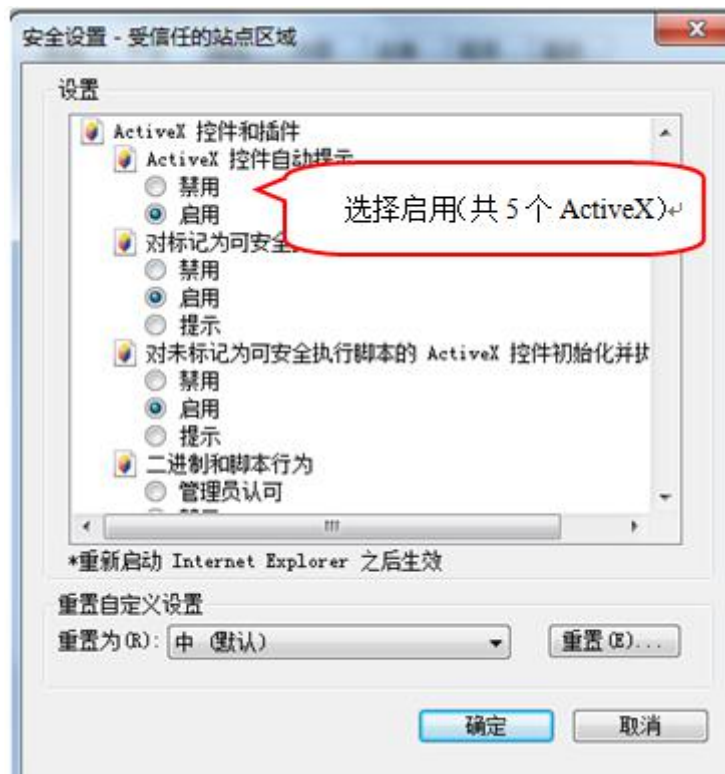 安全设置 - 受信任的站点区域
设置
ActiveX 控件和插件
ActiveX 控件自动提示
禁用
启用
选择启用(共 5 个 ActiveX)↵
对标记为可安全
禁用
启用
提示
对未标记为可安全执行脚本的 ActiveX 控件初始化并执
禁用
启用
提示
二进制和脚本行为
管理员认可
*重新启动 Internet Explorer 之后生效
重置自定义设置
重置为(R): 中 (默认) 重置(E)...
确定 取消